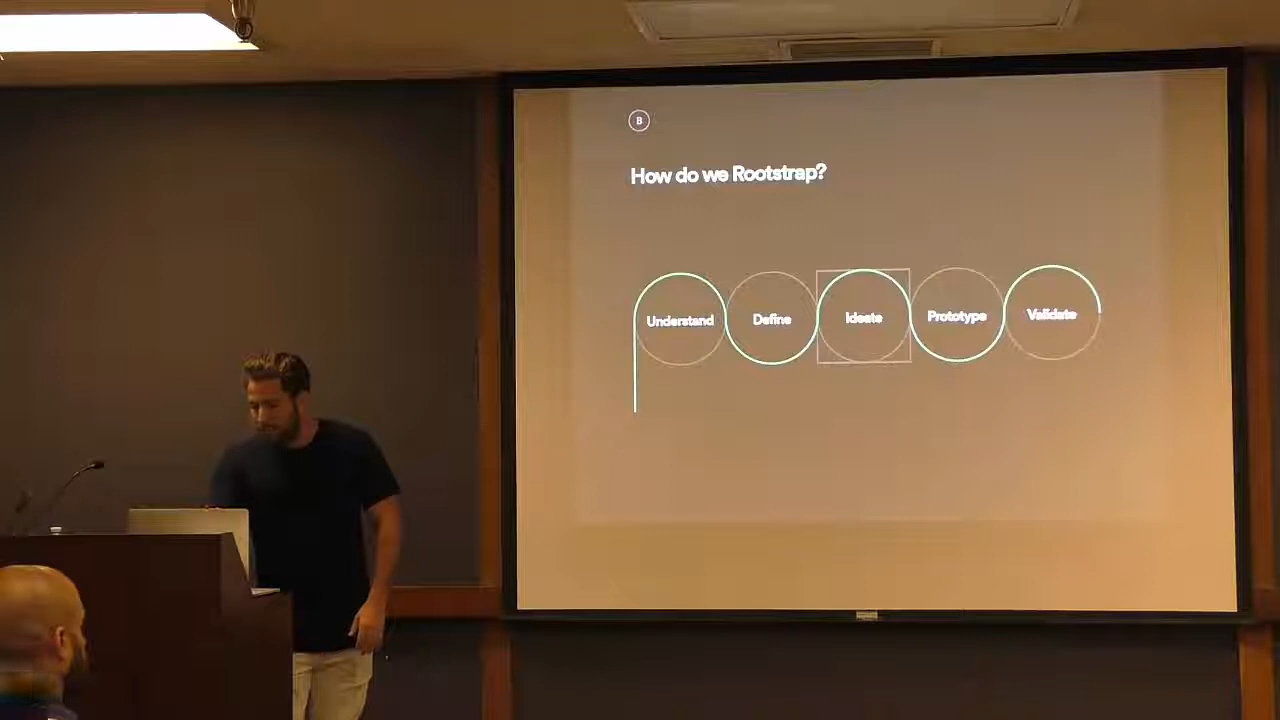 B
How do we Rootstrap?
Understand
Define
Ideate
Prototype
Validate